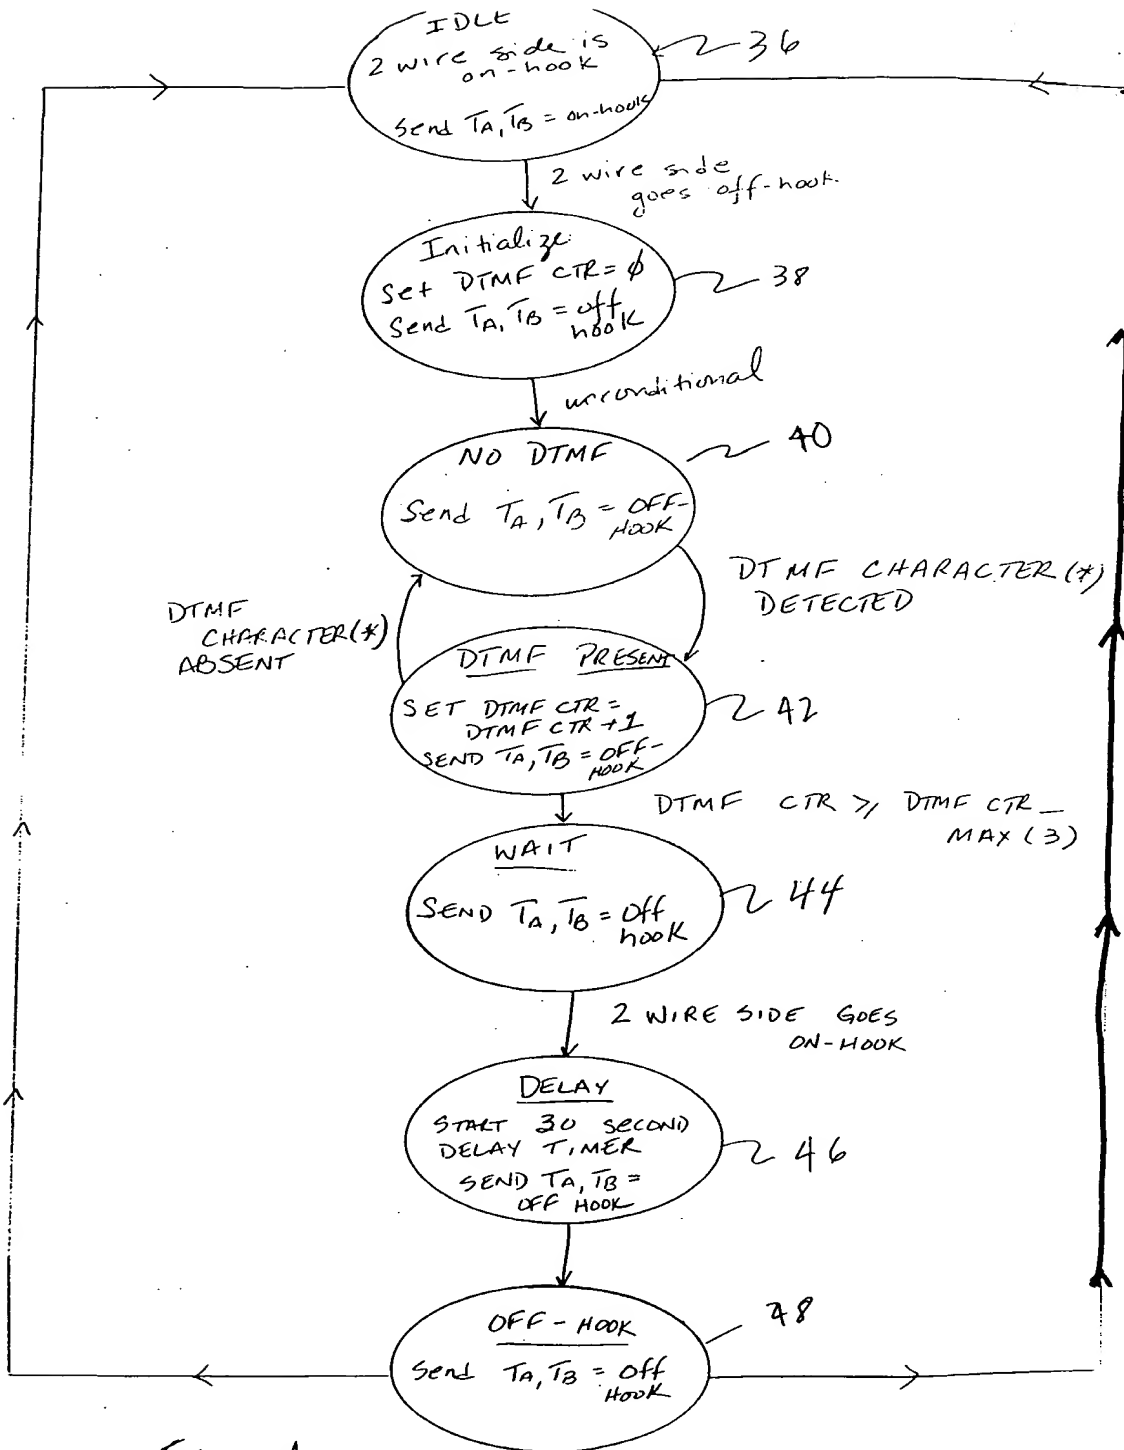 IDLE
2 wire side is
on-hook
Send TA, TB = on-hook
36
2 wire side
goes off-hook.
Initialize:
Set DTMF CTR = ϕ
Send TA, TB = off
hook
38
unconditional
NO DTMF
Send TA, TB = OFF-
HOOK
40
DTMF CHARACTER (*)
DETECTED
DTMF
CHARACTER (*)
ABSENT
DTMF PRESENT
SET DTMF CTR =
DTMF CTR + 1
SEND TA, TB = OFF-
HOOK
42
DTMF CTR ≥ DTMF CTR _
MAX (3)
WAIT
SEND TA, TB = Off
hook
44
2 WIRE SIDE GOES
ON-HOOK
DELAY
START 30 SECOND
DELAY TIMER
SEND TA, TB =
OFF HOOK
46
OFF-HOOK
Send TA, TB = Off
HOOK
48